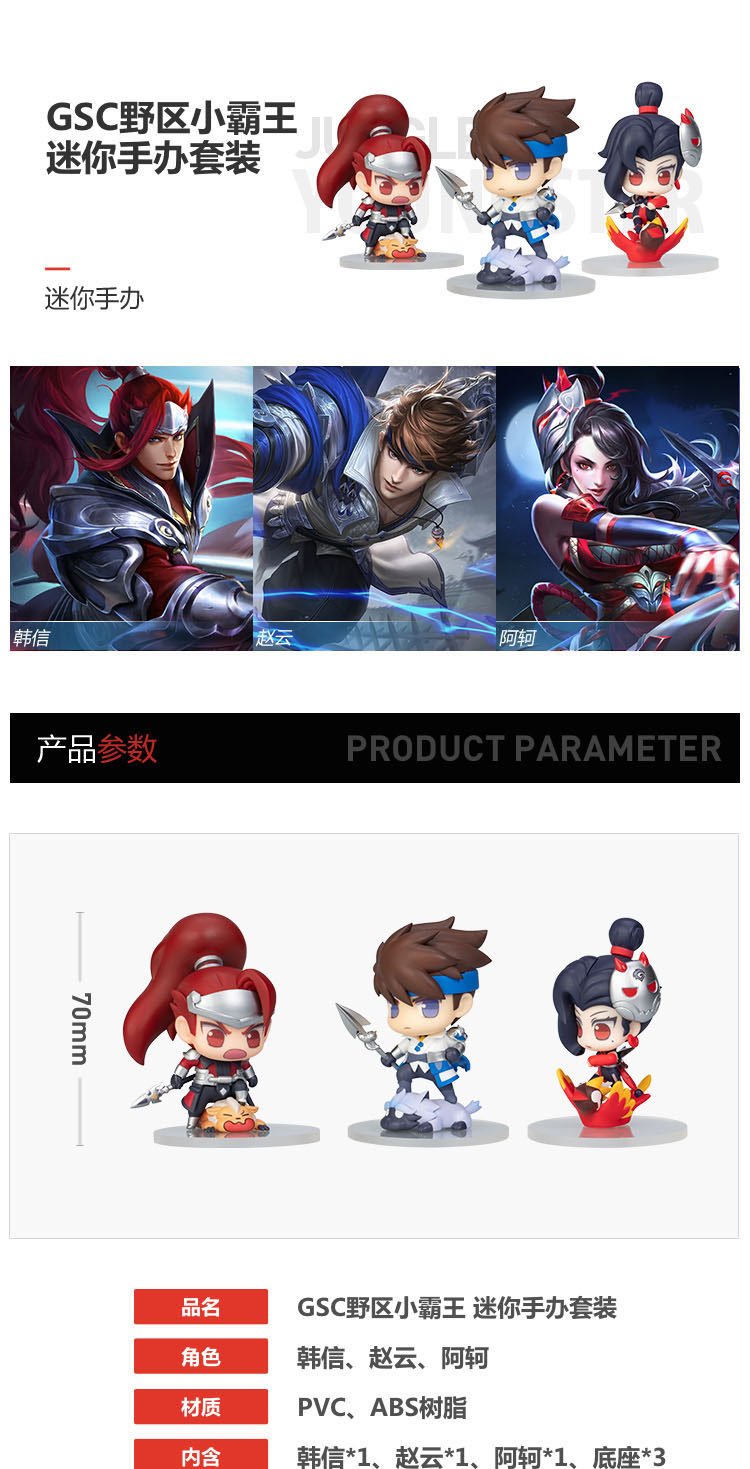 GSC野区小霸王
迷你手办套装
JUNGLE
YOUNGSTER
迷你手办
韩信
赵云
阿轲
产品参数
PRODUCT PARAMETER
70mm
品名
GSC野区小霸王 迷你手办套装
角色
韩信、赵云、阿轲
材质
PVC、ABS树脂
内含
韩信*1、赵云*1、阿轲*1、底座*3